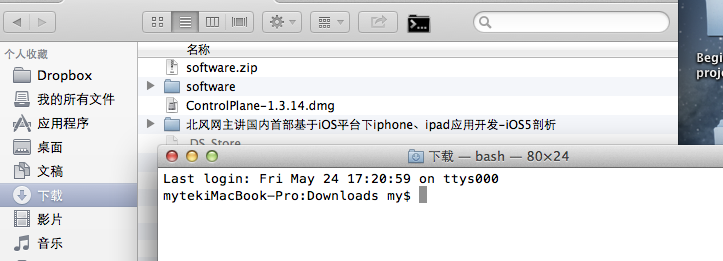 个人收藏
Dropbox
我的所有文件
应用程序
桌面
文稿
下载
影片
音乐
名称
software.zip
software
ControlPlane-1.3.14.dmg
北风网主讲国内首部基于iOS平台下iphone、ipad应用开发-iOS5剖析
.DS_Store
Begi
proje
下载 — bash — 80×24
Last login: Fri May 24 17:20:59 on ttys000
mytekiMacBook-Pro:Downloads my$